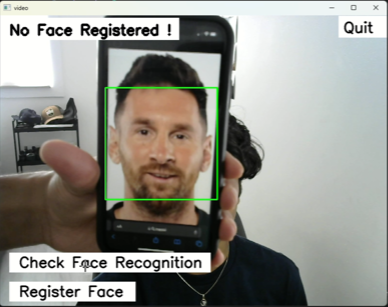 video
No Face Registered !
Quit
Check Face Recognition
Register Face